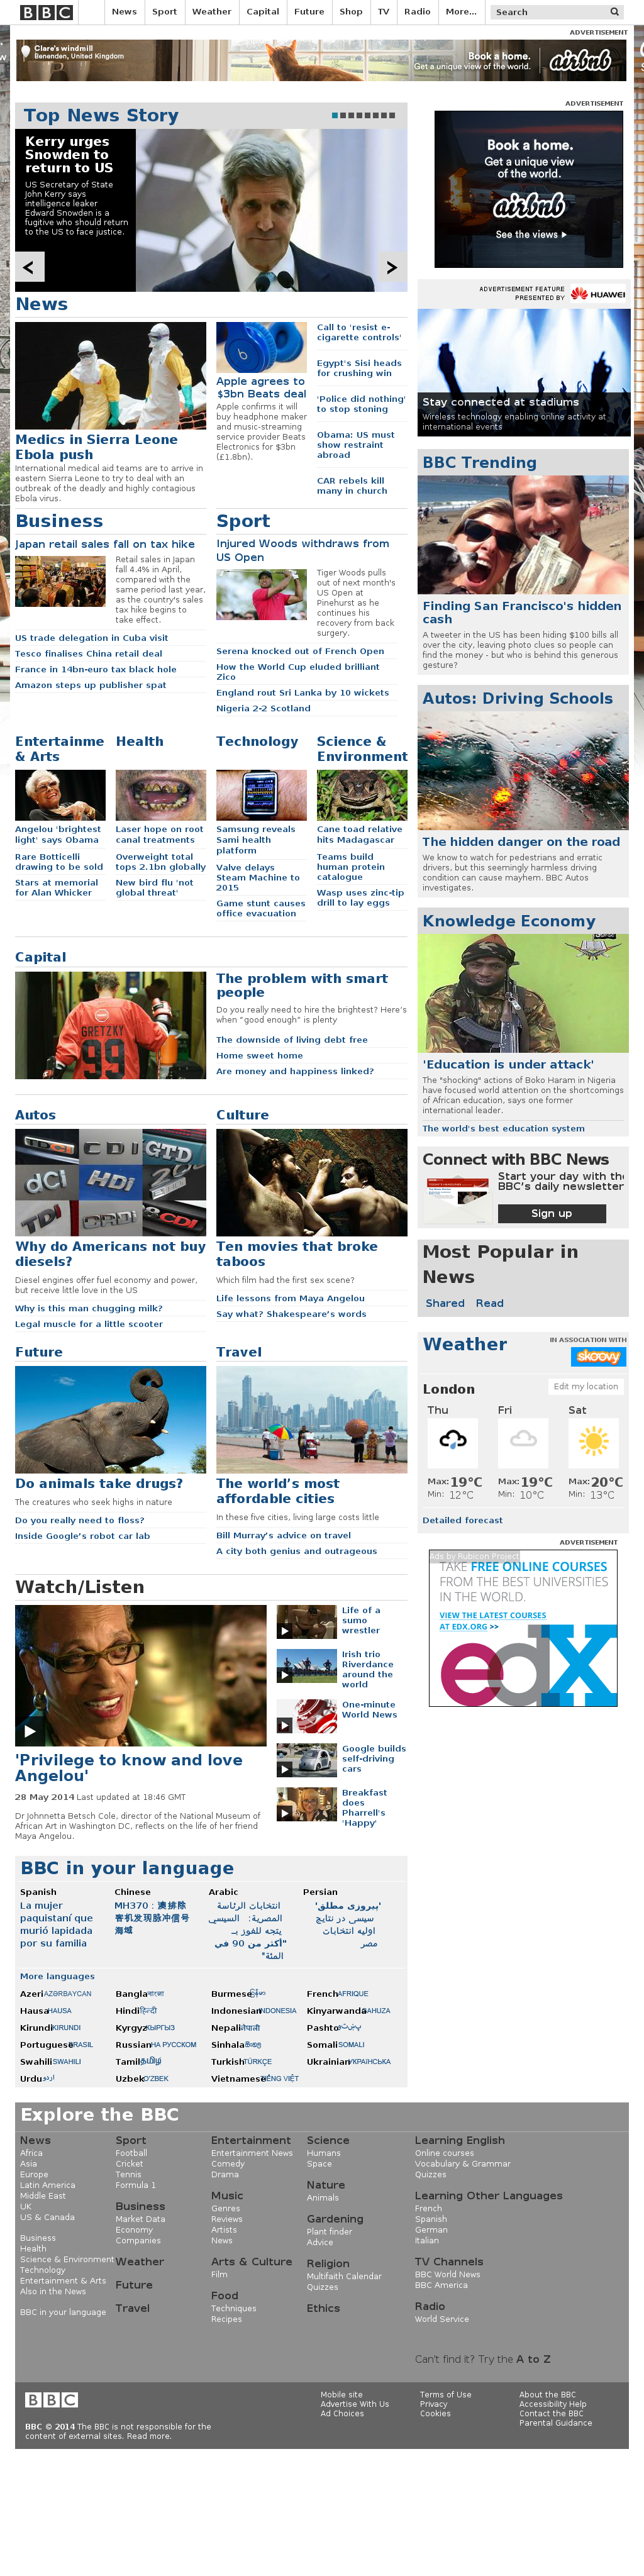 BBC
News
Sport
Weather
Capital
Future
Shop
TV
Radio
More...
Search
ADVERTISEMENT
Clare's windmill
Benenden, United Kingdom
Book a home.
Get a unique view of the world.
airbnb
Top News Story
Kerry urges
Snowden to
return to US
US Secretary of State
John Kerry says
intelligence leaker
Edward Snowden is a
fugitive who should return
to the US to face justice.
ADVERTISEMENT
Book a home.
Get a unique view
of the world.
airbnb
See the views
ADVERTISEMENT FEATURE
PRESENTED BY
HUAWEI
Stay connected at stadiums
Wireless technology enabling online activity at
international events
News
Medics in Sierra Leone
Ebola push
International medical aid teams are to arrive in
eastern Sierra Leone to try to deal with an
outbreak of the deadly and highly contagious
Ebola virus.
Apple agrees to
$3bn Beats deal
Apple confirms it will
buy headphone maker
and music-streaming
service provider Beats
Electronics for $3bn
(£1.8bn).
Call to 'resist e-
cigarette controls'
Egypt's Sisi heads
for crushing win
'Police did nothing'
to stop stoning
Obama: US must
show restraint
abroad
CAR rebels kill
many in church
Business
Japan retail sales fall on tax hike
Retail sales in Japan
fall 4.4% in April,
compared with the
same period last year,
as the country's sales
tax hike begins to
take effect.
US trade delegation in Cuba visit
Tesco finalises China retail deal
France in 14bn-euro tax black hole
Amazon steps up publisher spat
Sport
Injured Woods withdraws from
US Open
Tiger Woods pulls
out of next month's
US Open at
Pinehurst as he
continues his
recovery from back
surgery.
Serena knocked out of French Open
How the World Cup eluded brilliant
Zico
England rout Sri Lanka by 10 wickets
Nigeria 2-2 Scotland
BBC Trending
Finding San Francisco's hidden
cash
A tweeter in the US has been hiding $100 bills all
over the city, leaving photo clues so people can
find the money - but who is behind this generous
gesture?
Autos: Driving Schools
The hidden danger on the road
We know to watch for pedestrians and erratic
drivers, but this seemingly harmless driving
condition can cause mayhem. BBC Autos
investigates.
Entertainme
& Arts
Angelou 'brightest
light' says Obama
Rare Botticelli
drawing to be sold
Stars at memorial
for Alan Whicker
Health
Laser hope on root
canal treatments
Overweight total
tops 2.1bn globally
New bird flu 'not
global threat'
Technology
Samsung reveals
Sami health
platform
Valve delays
Steam Machine to
2015
Game stunt causes
office evacuation
Science &
Environment
Cane toad relative
hits Madagascar
Teams build
human protein
catalogue
Wasp uses zinc-tip
drill to lay eggs
Knowledge Economy
'Education is under attack'
The "shocking" actions of Boko Haram in Nigeria
have focused world attention on the shortcomings
of African education, says one former
international leader.
The world's best education system
Capital
GRETZKY
99
The problem with smart
people
Do you really need to hire the brightest? Here's
when “good enough” is plenty
The downside of living debt free
Home sweet home
Are money and happiness linked?
Autos
TDCI
CDI
GTD
dCi
HDi
TDI
CRDi
CDI
Why do Americans not buy
diesels?
Diesel engines offer fuel economy and power,
but receive little love in the US
Why is this man chugging milk?
Legal muscle for a little scooter
Culture
Ten movies that broke
taboos
Which film had the first sex scene?
Life lessons from Maya Angelou
Say what? Shakespeare’s words
Connect with BBC News
Start your day with the
BBC's daily newsletter
Sign up
Most Popular in
News
Shared
Read
Weather
IN ASSOCIATION WITH
skoovy
London
Edit my location
Thu
Fri
Sat
Max: 19°C
Min: 12°C
Max: 19°C
Min: 10°C
Max: 20°C
Min: 13°C
Detailed forecast
Future
Do animals take drugs?
The creatures who seek highs in nature
Do you really need to floss?
Inside Google’s robot car lab
Travel
The world’s most
affordable cities
In these five cities, living large costs little
Bill Murray’s advice on travel
A city both genius and outrageous
ADVERTISEMENT
Ads by Rubicon Project
TAKE FREE ONLINE COURSES
FROM THE BEST UNIVERSITIES
IN THE WORLD.
VIEW THE LATEST COURSES
AT EDX.ORG >>
edX
Watch/Listen
'Privilege to know and love
Angelou'
28 May 2014 Last updated at 18:46 GMT
Dr Johnnetta Betsch Cole, director of the National Museum of
African Art in Washington DC, reflects on the life of her friend
Maya Angelou.
Life of a
sumo
wrestler
Irish trio
Riverdance
around the
world
One-minute
World News
Google builds
self-driving
cars
Breakfast
does
Pharrell's
'Happy'
BBC in your language
Spanish
La mujer
paquistaní que
murió lapidada
por su familia
Chinese
MH370：澳排除
客机发现脉冲信号
海域
Arabic
انتخابات الرئاسة
المصرية: السيسي
يتجه للفوز بـ
"أكثر من 90 في
المئة"
Persian
'پیروزی مطلق'
سیسی در نتایج
اولیه انتخابات
مصر
More languages
Azeri AZƏRBAYCAN
Bangla বাংলা
Burmese မြန်မာ
French AFRIQUE
Hausa HAUSA
Hindi हिन्दी
Indonesian INDONESIA
Kinyarwanda GAHUZA
Kirundi KIRUNDI
Kyrgyz КЫРГЫЗ
Nepali नेपाली
Pashto پښتو
Portuguese BRASIL
Russian НА РУССКОМ
Sinhala සිංහල
Somali SOMALI
Swahili SWAHILI
Tamil தமிழ்
Turkish TÜRKÇE
Ukrainian УКРАЇНСЬКА
Urdu اردو
Uzbek O'ZBEK
Vietnamese TIẾNG VIỆT
Explore the BBC
News
Africa
Asia
Europe
Latin America
Middle East
UK
US & Canada
Business
Health
Science & Environment
Technology
Entertainment & Arts
Also in the News
BBC in your language
Sport
Football
Cricket
Tennis
Formula 1
Business
Market Data
Economy
Companies
Weather
Future
Travel
Entertainment
Entertainment News
Comedy
Drama
Music
Genres
Reviews
Artists
News
Arts & Culture
Film
Food
Techniques
Recipes
Science
Humans
Space
Nature
Animals
Gardening
Plant finder
Advice
Religion
Multifaith Calendar
Quizzes
Ethics
Learning English
Online courses
Vocabulary & Grammar
Quizzes
Learning Other Languages
French
Spanish
German
Italian
TV Channels
BBC World News
BBC America
Radio
World Service
Can't find it? Try the A to Z
BBC
BBC © 2014 The BBC is not responsible for the
content of external sites. Read more.
Mobile site
Advertise With Us
Ad Choices
Terms of Use
Privacy
Cookies
About the BBC
Accessibility Help
Contact the BBC
Parental Guidance